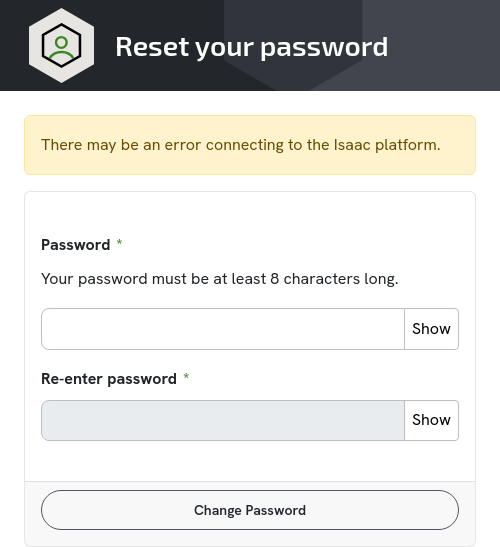 Reset your password
There may be an error connecting to the Isaac platform.
Password *
Your password must be at least 8 characters long.
Show
Re-enter password *
Show
Change Password